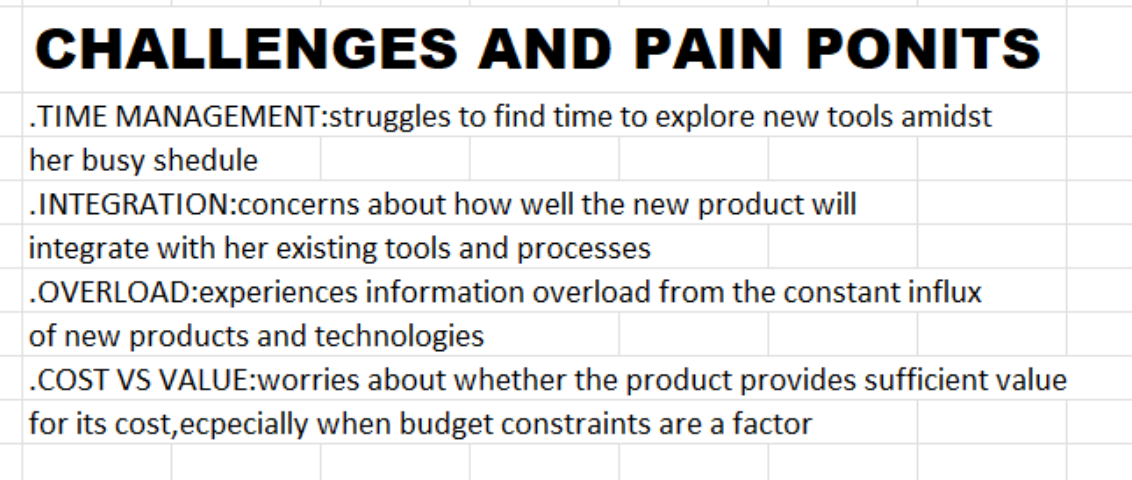 CHALLENGES AND PAIN PONITS
.TIME MANAGEMENT:struggles to find time to explore new tools amidst
her busy shedule
.INTEGRATION:concerns about how well the new product will
integrate with her existing tools and processes
.OVERLOAD:experiences information overload from the constant influx
of new products and technologies
.COST VS VALUE:worries about whether the product provides sufficient value
for its cost,ecpecially when budget constraints are a factor